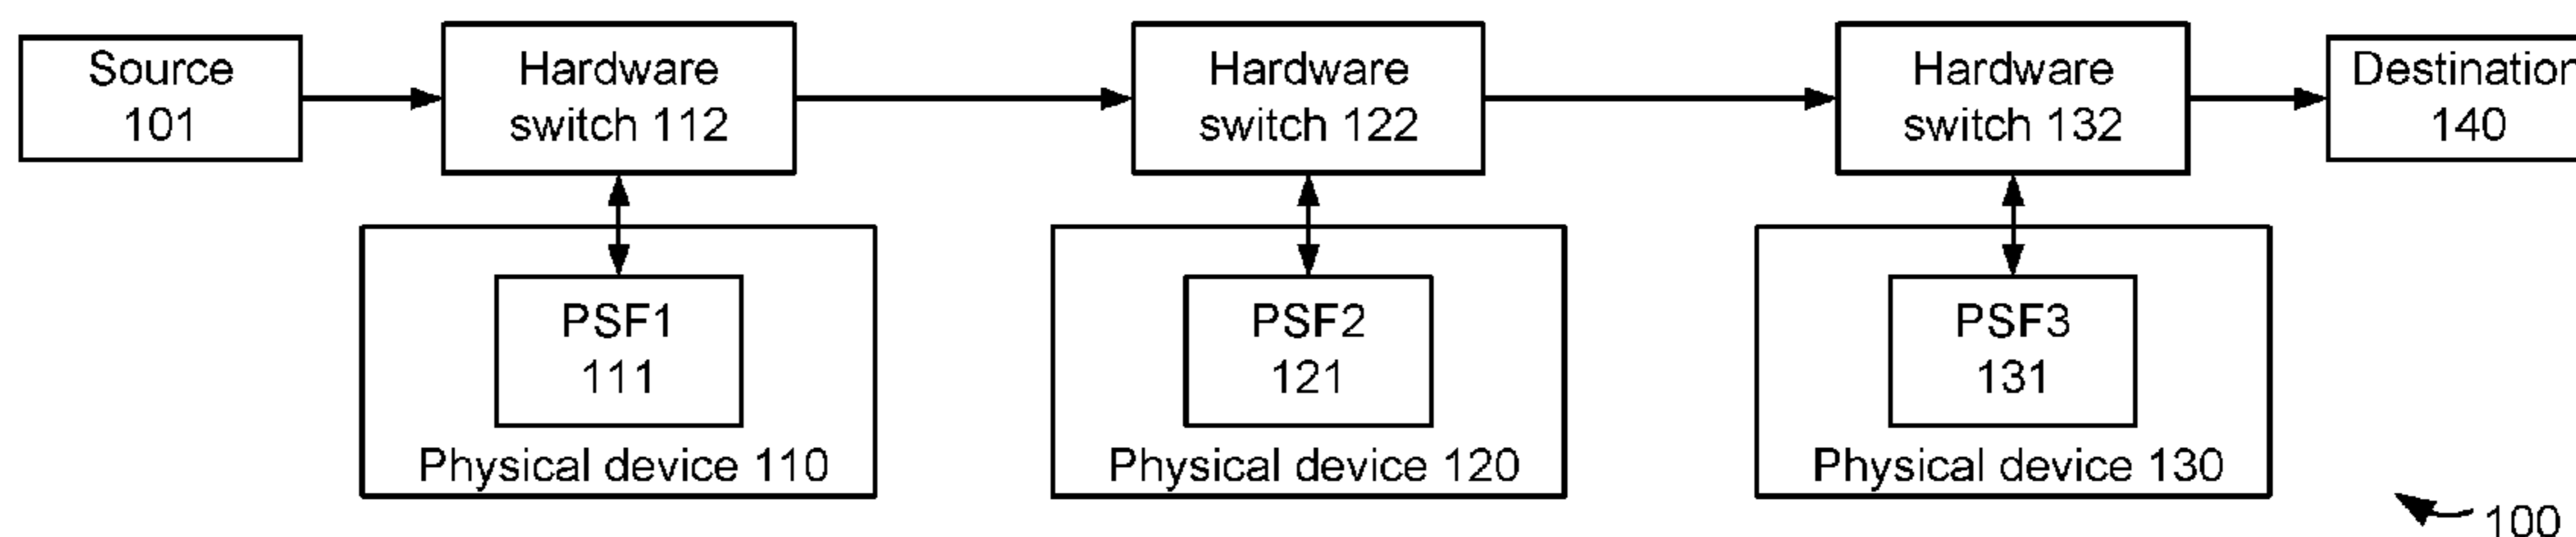 Source
101
Hardware
switch 112
Hardware
switch 122
Hardware
switch 132
Destination
140
PSF1
111
Physical device 110
PSF2
121
Physical device 120
PSF3
131
Physical device 130
100